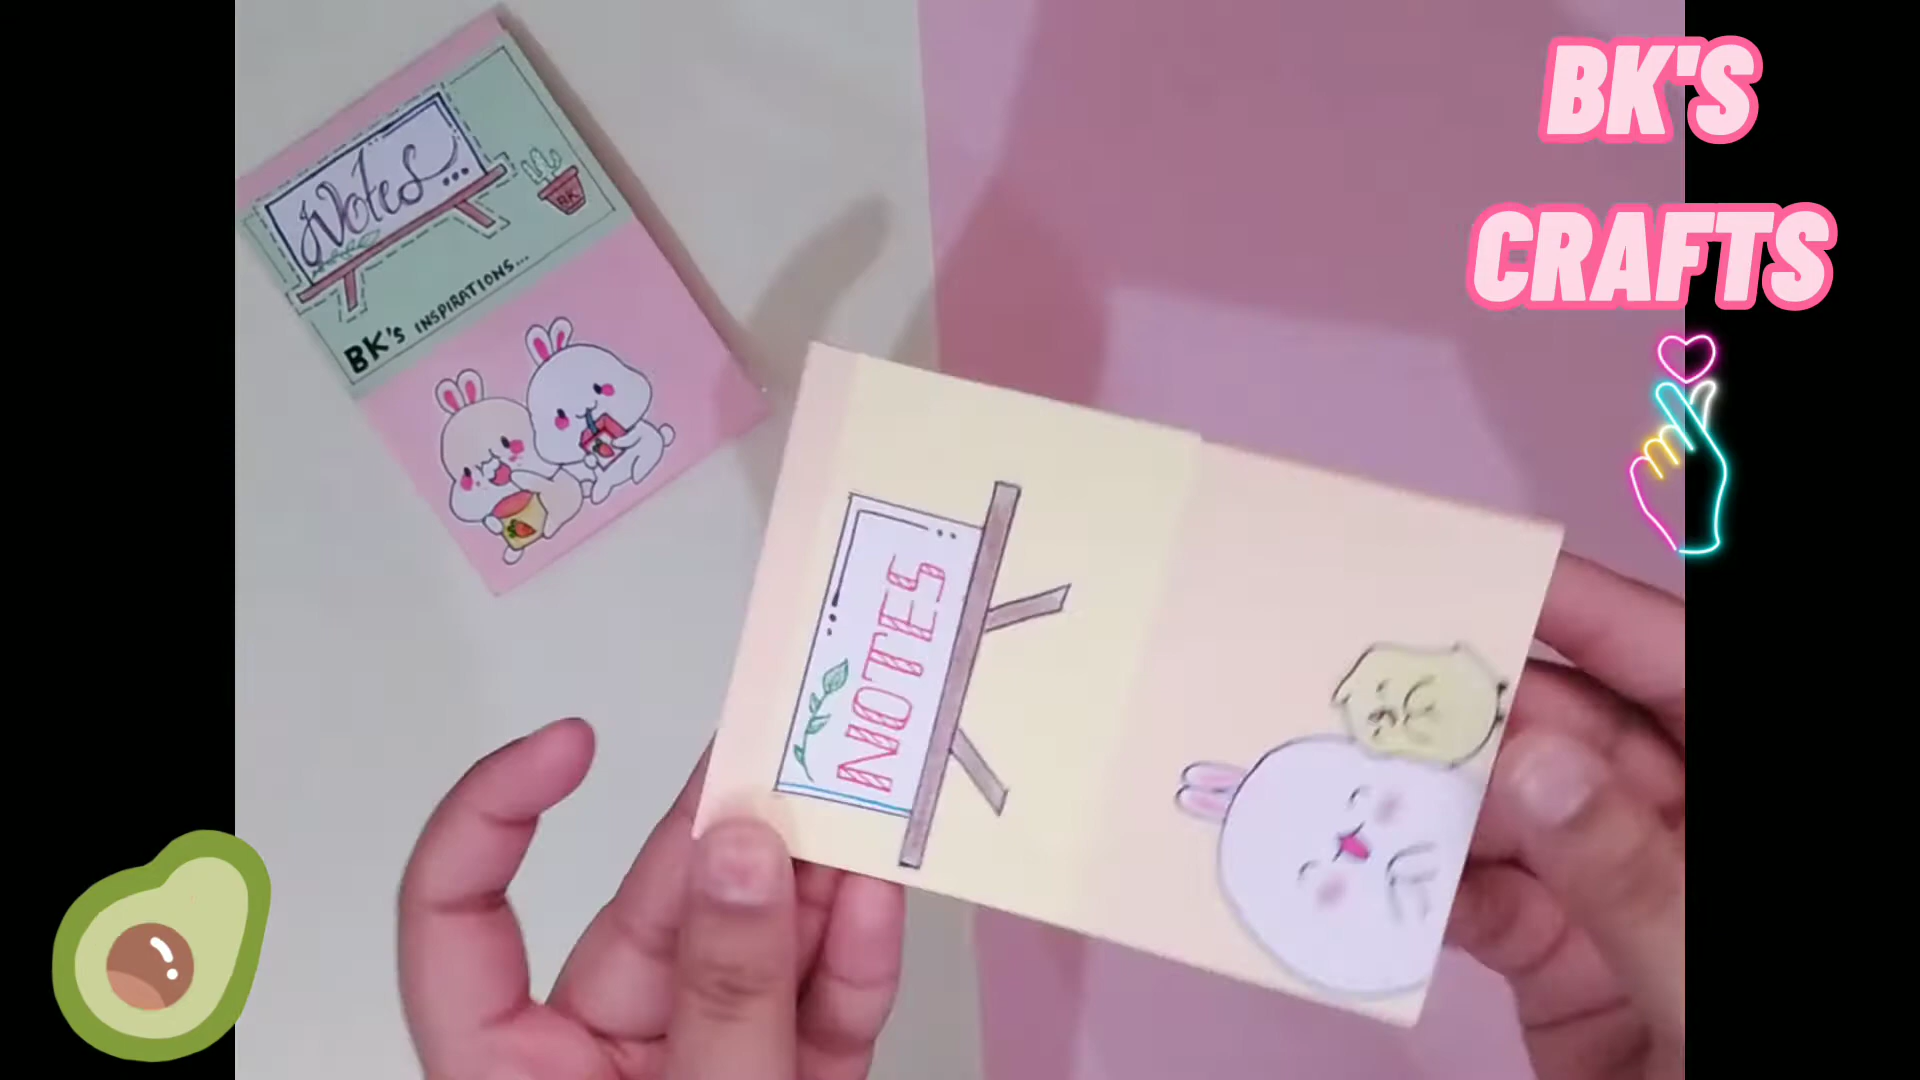 BK'S
CRAFTS
Notes...
BK
BK's INSPIRATIONS...
NOTES